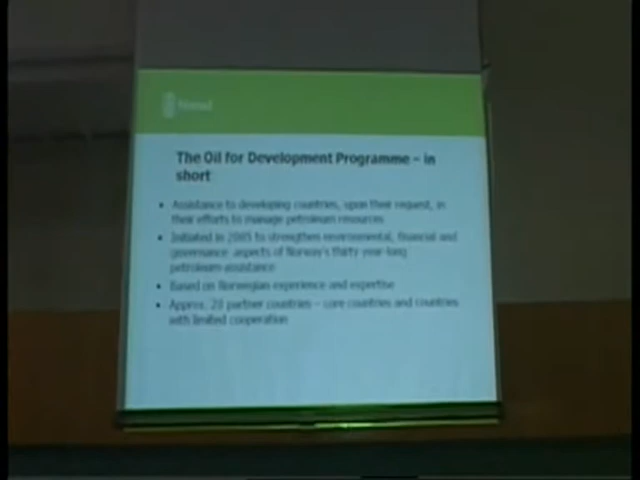 Norad
The Oil for Development Programme – in
short
• Assistance to developing countries, upon their request, in
their efforts to manage petroleum resources
• Initiated in 2005 to strengthen environmental, financial and
governance aspects of Norway's thirty-year-long
petroleum assistance
• Based on Norwegian experience and expertise
• Approx. 20 partner countries – core countries and countries
with limited cooperation